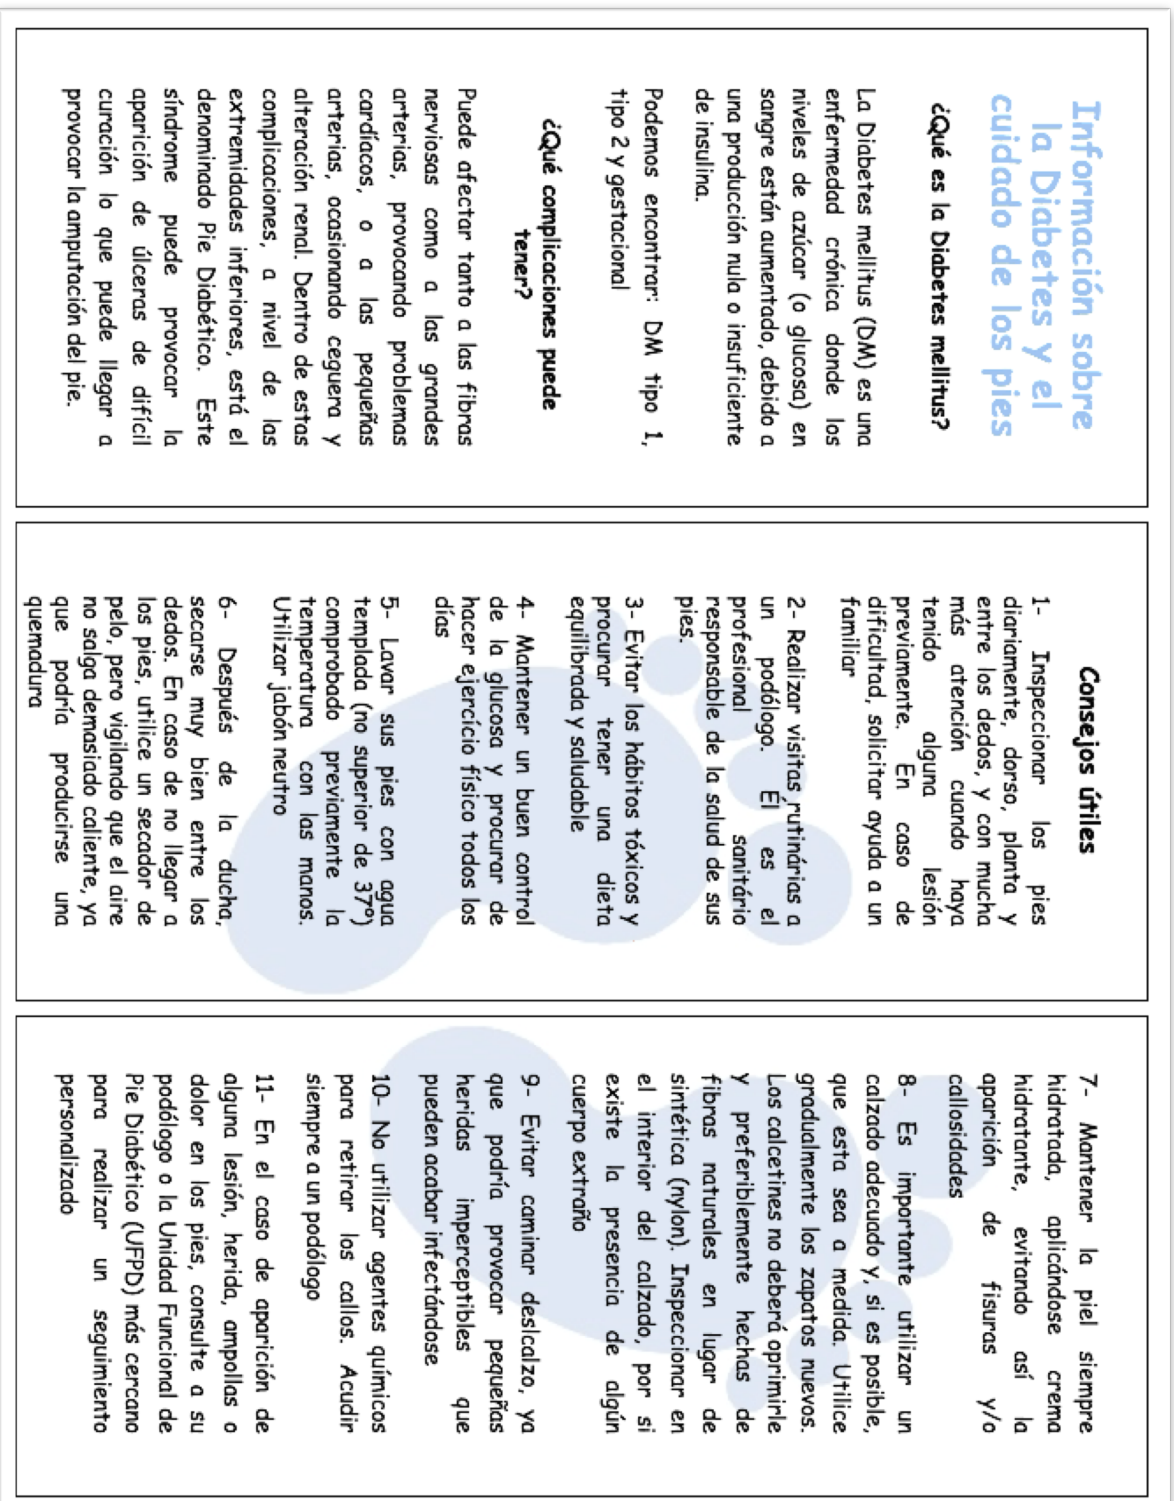 Información sobre
la Diabetes y el
cuidado de los pies
¿Qué es la Diabetes mellitus?
La Diabetes mellitus (DM) es una
enfermedad crónica donde los
niveles de azúcar (o glucosa) en
sangre están aumentado, debido a
una producción nula o insuficiente
de insulina.
Podemos encontrar: DM tipo 1,
tipo 2 y gestacional
¿Qué complicaciones puede
tener?
Puede afectar tanto a las fibras
nerviosas como a las grandes
arterias, provocando problemas
cardíacos, o a las pequeñas
arterias, ocasionando ceguera y
alteración renal. Dentro de estas
complicaciones, a nivel de las
extremidades inferiores, está el
denominado Pie Diabético. Este
síndrome puede provocar la
aparición de úlceras de difícil
curación lo que puede llegar a
provocar la amputación del pie.
Consejos útiles
1- Inspeccionar los pies
diariamente, dorso, planta y
entre los dedos, y con mucha
más atención cuando haya
tenido alguna lesión
previamente. En caso de
dificultad, solicitar ayuda a un
familiar
2- Realizar visitas rutinárias a
un podólogo. Él es el
profesional sanitário
responsable de la salud de sus
pies.
3- Evitar los hábitos tóxicos y
procurar tener una dieta
equilibrada y saludable
4- Mantener un buen control
de la glucosa y procurar de
hacer ejercício físico todos los
días
5- Lavar sus pies con agua
templada (no superior de 37º)
comprobado previamente la
temperatura con las manos.
Utilizar jabón neutro
6- Después de la ducha,
secarse muy bien entre los
dedos. En caso de no llegar a
los pies, utilice un secador de
pelo, pero vigilando que el aire
no salga demasiado caliente, ya
que podría producirse una
quemadura
7- Mantener la piel siempre
hidratada, aplicándose crema
hidratante, evitando así la
aparición de fisuras y/o
callosidades
8- Es importante utilizar un
calzado adecuado y, si es posible,
que esta sea a medida. Utilice
gradualmente los zapatos nuevos.
Los calcetines no deberá oprimirle
y preferiblemente hechas de
fibras naturales en lugar de
sintética (nylon). Inspeccionar en
el interior del calzado, por si
existe la presencia de algún
cuerpo extraño
9- Evitar caminar deslcalzo, ya
que podría provocar pequeñas
heridas imperceptibles que
pueden acabar infectándose
10- No utilizar agentes químicos
para retirar los callos. Acudir
siempre a un podólogo
11- En el caso de aparición de
alguna lesión, herida, ampollas o
dolor en los pies, consulte a su
podólogo o la Unidad Funcional de
Pie Diabético (UFPD) más cercano
para realizar un seguimiento
personalizado